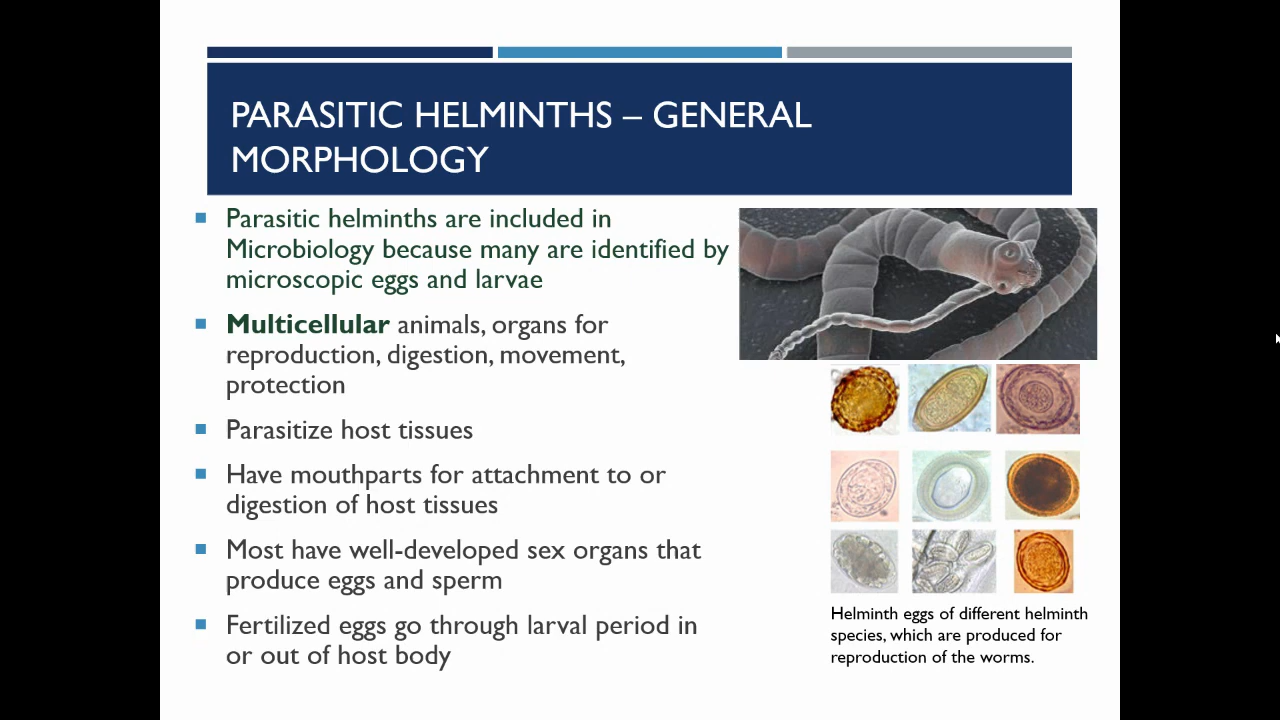 PARASITIC HELMINTHS – GENERAL
MORPHOLOGY
Parasitic helminths are included in
Microbiology because many are identified by
microscopic eggs and larvae
Multicellular animals, organs for
reproduction, digestion, movement,
protection
Parasitize host tissues
Have mouthparts for attachment to or
digestion of host tissues
Most have well-developed sex organs that
produce eggs and sperm
Fertilized eggs go through larval period in
or out of host body
Helminth eggs of different helminth
species, which are produced for
reproduction of the worms.